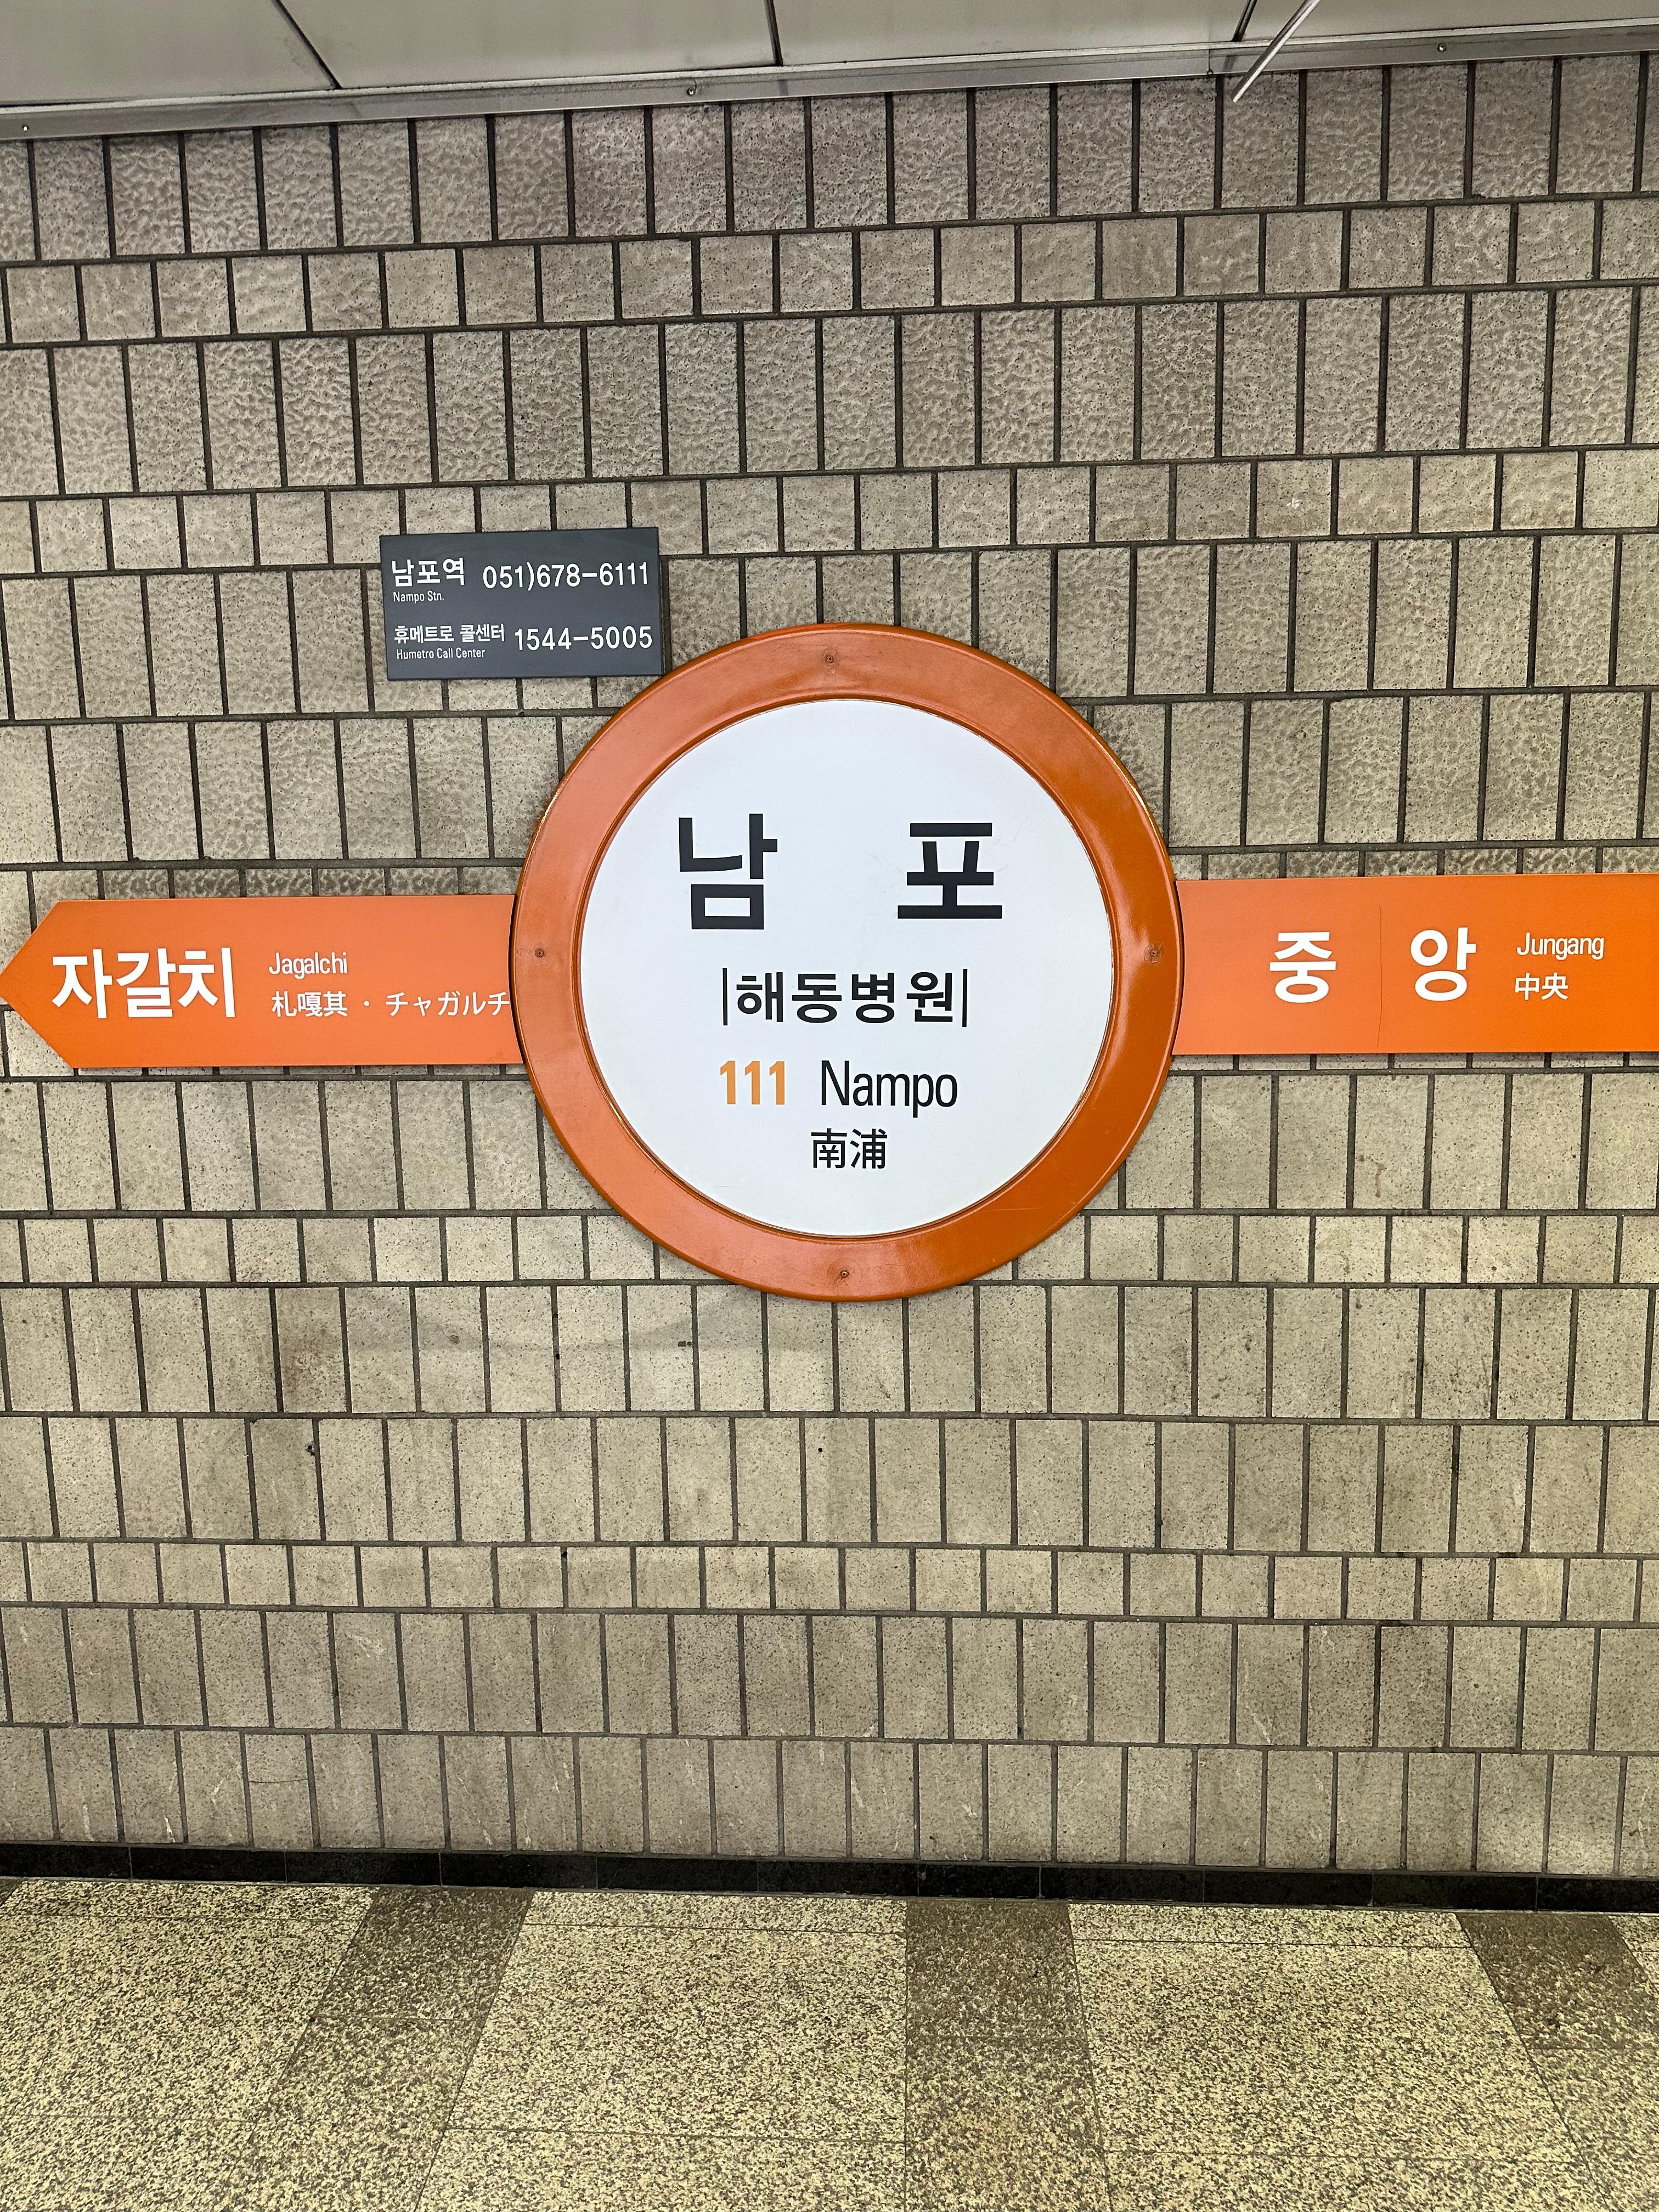 남포역 051)678-6111
Nampo Stn.
휴메트로 콜센터 1544-5005
Humetro Call Center
자갈치 Jagalchi
札嘎其 · チャガルチ
남 포
|해동병원|
111 Nampo
南浦
중 앙 Jungang
中央